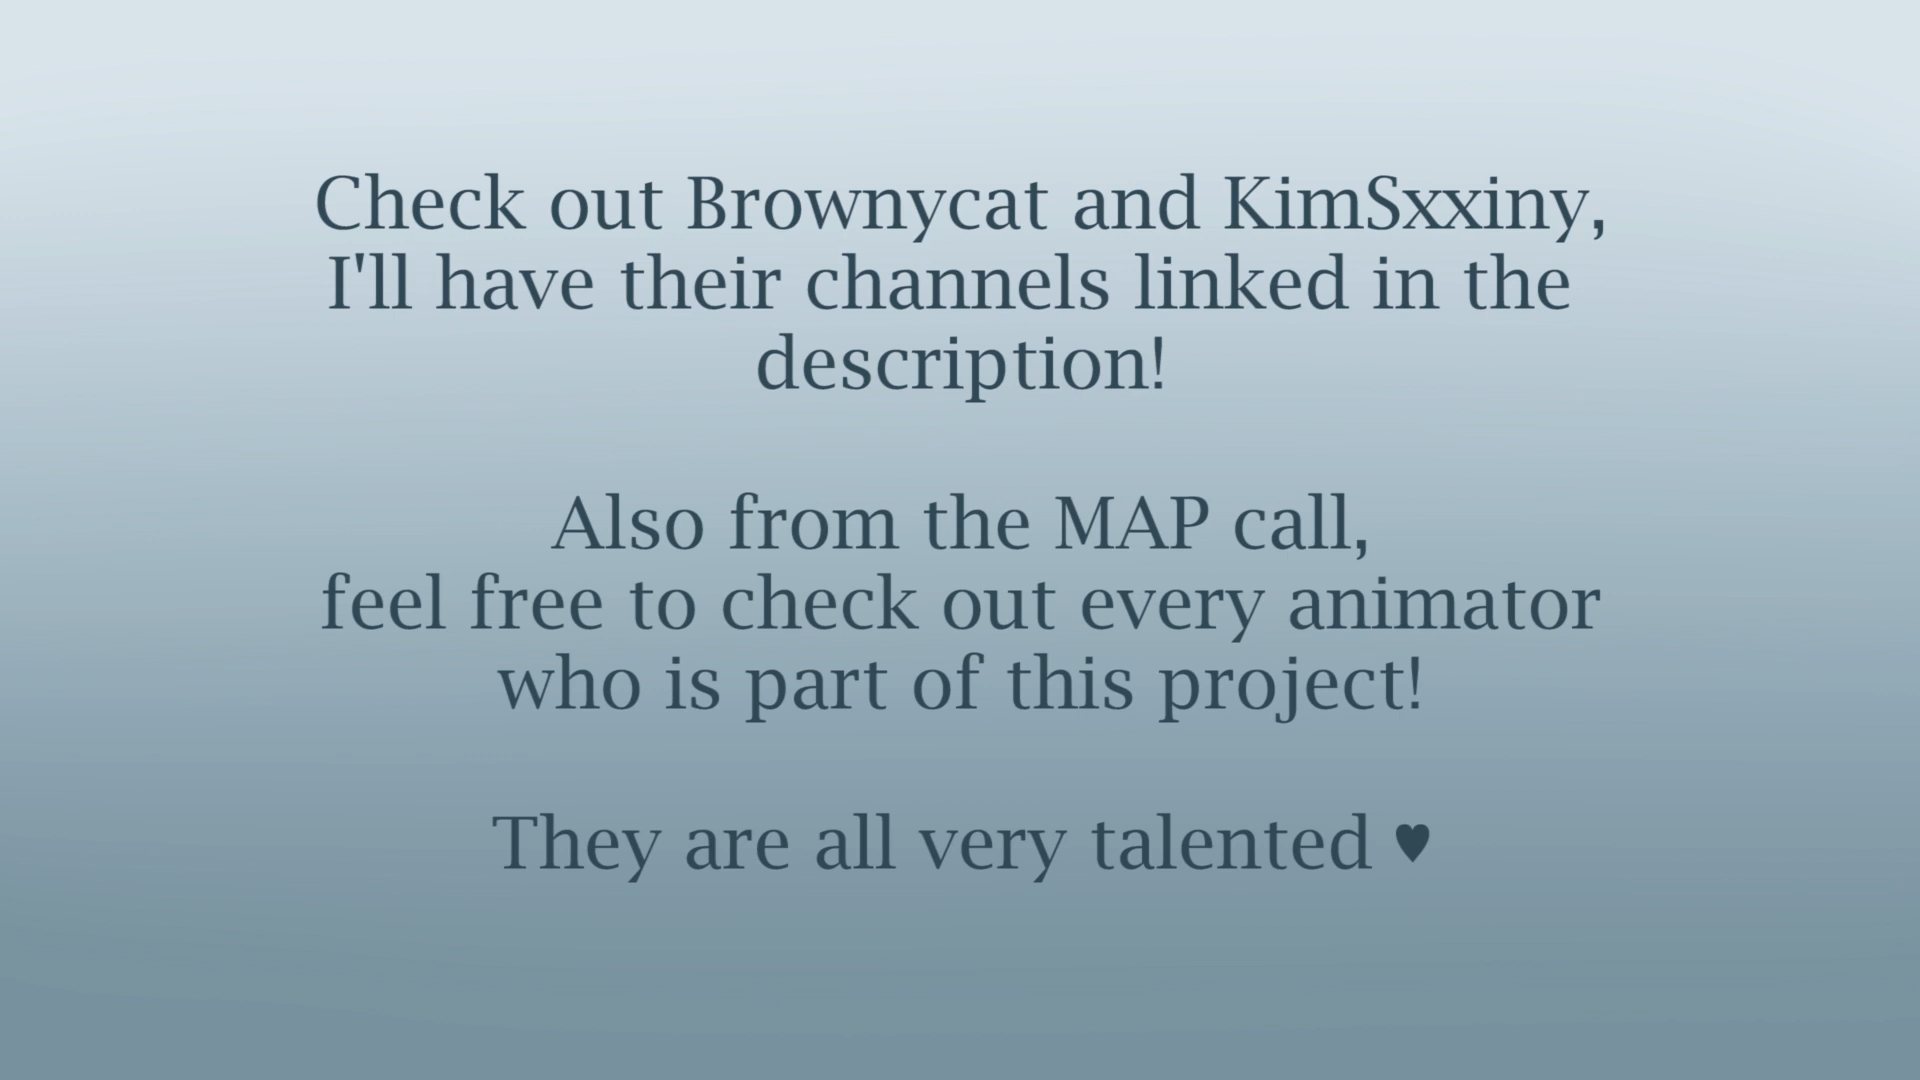 Check out Brownycat and KimSxxiny,
I'll have their channels linked in the
description!
Also from the MAP call,
feel free to check out every animator
who is part of this project!
They are all very talented ♥